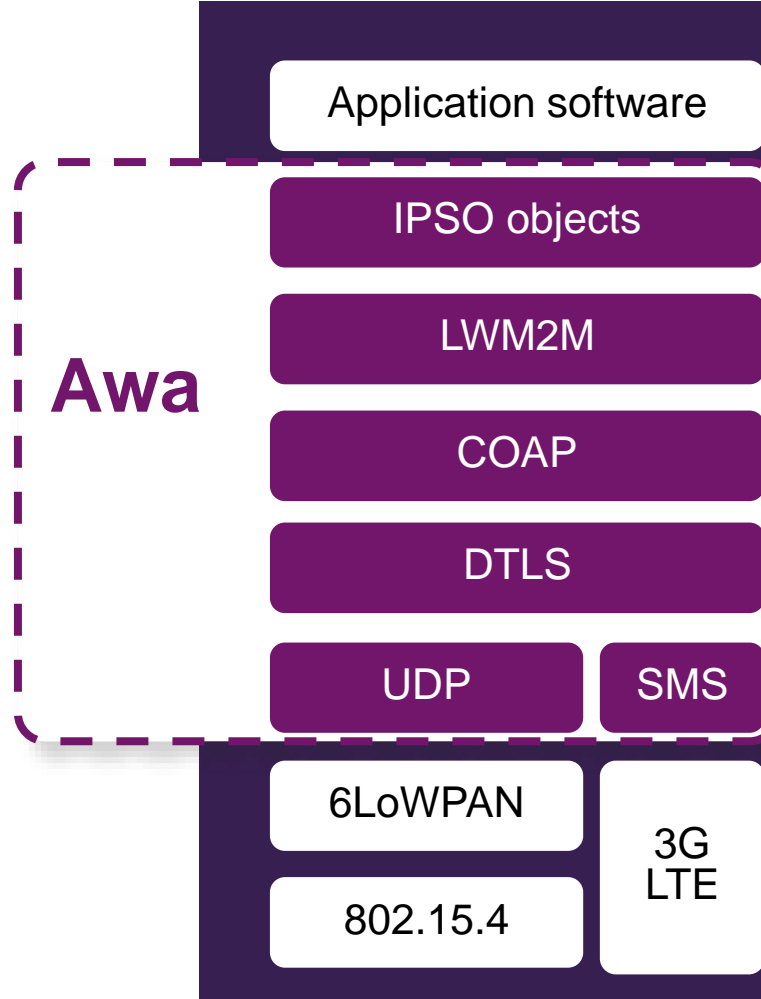 Application software
IPSO objects
LWM2M
Awa
COAP
DTLS
UDP
SMS
6LoWPAN
3G
LTE
802.15.4